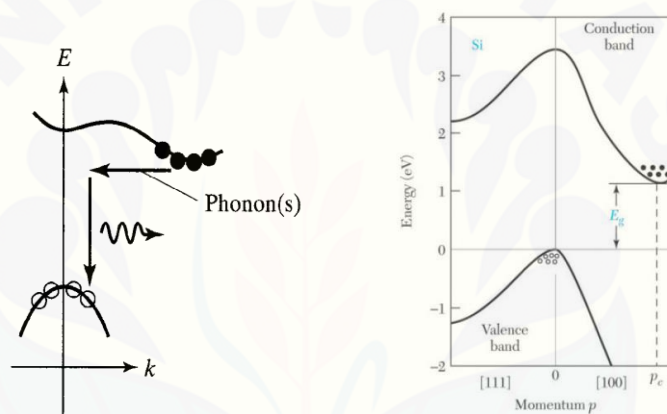 E
Phonon(s)
k
4
3
2
1
0
−1
−2
Energy (eV)
Si
Conduction
band
E_g
Valence
band
[111]
0
[100]
p_c
Momentum p